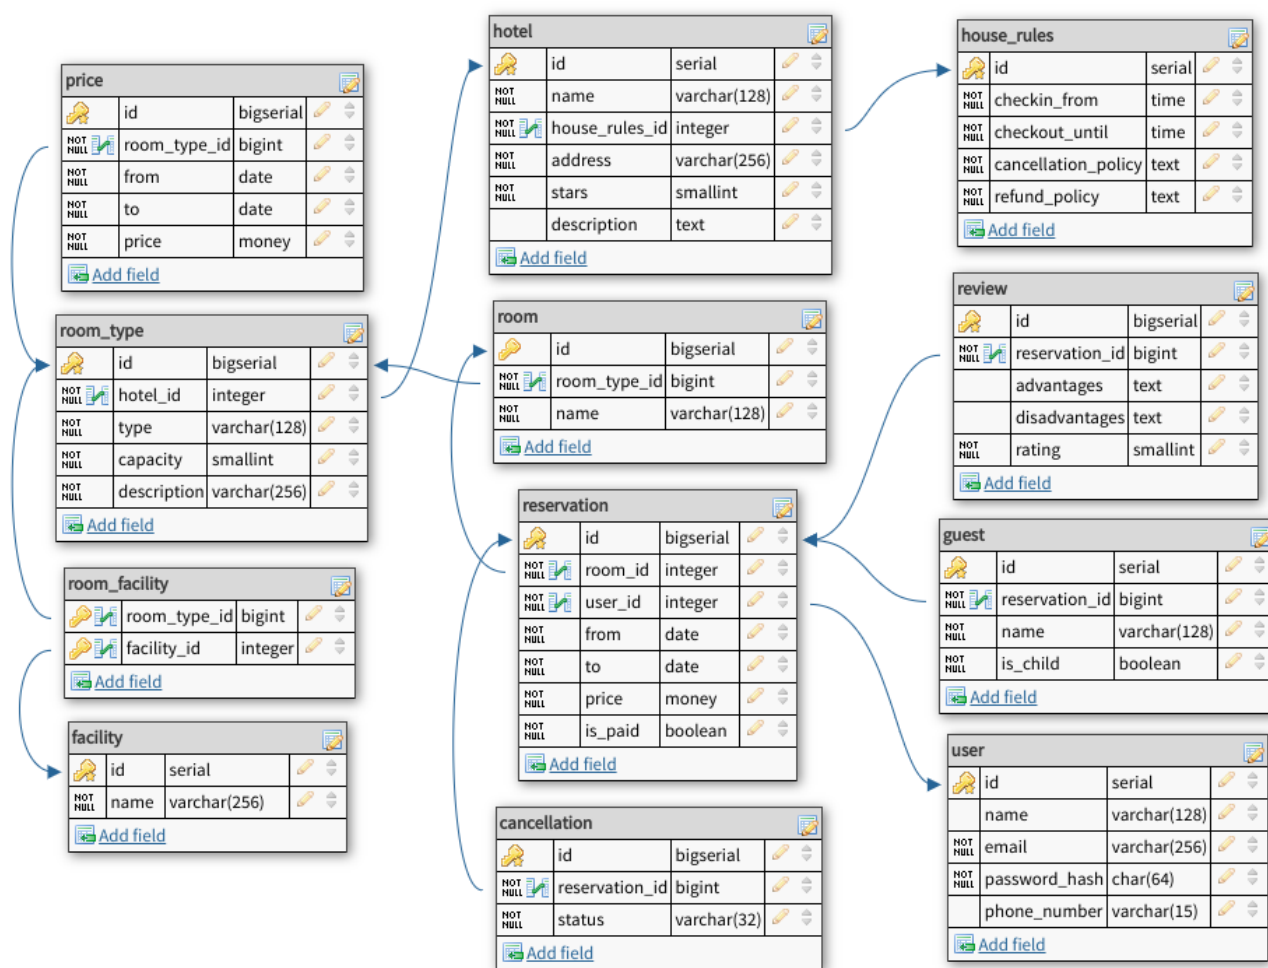 price
id bigserial
NOT NULL room_type_id bigint
NOT NULL from date
NOT NULL to date
NOT NULL price money
Add field
room_type
id bigserial
NOT NULL hotel_id integer
NOT NULL type varchar(128)
NOT NULL capacity smallint
NOT NULL description varchar(256)
Add field
room_facility
room_type_id bigint
facility_id integer
Add field
facility
id serial
NOT NULL name varchar(256)
Add field
hotel
id serial
NOT NULL name varchar(128)
NOT NULL house_rules_id integer
NOT NULL address varchar(256)
NOT NULL stars smallint
description text
Add field
room
id bigserial
NOT NULL room_type_id bigint
NOT NULL name varchar(128)
Add field
reservation
id bigserial
NOT NULL room_id integer
NOT NULL user_id integer
NOT NULL from date
NOT NULL to date
NOT NULL price money
NOT NULL is_paid boolean
Add field
cancellation
id bigserial
NOT NULL reservation_id bigint
NOT NULL status varchar(32)
Add field
house_rules
id serial
NOT NULL checkin_from time
NOT NULL checkout_until time
NOT NULL cancellation_policy text
NOT NULL refund_policy text
Add field
review
id bigserial
NOT NULL reservation_id bigint
advantages text
disadvantages text
NOT NULL rating smallint
Add field
guest
id serial
NOT NULL reservation_id bigint
NOT NULL name varchar(128)
NOT NULL is_child boolean
Add field
user
id serial
name varchar(128)
NOT NULL email varchar(256)
NOT NULL password_hash char(64)
phone_number varchar(15)
Add field